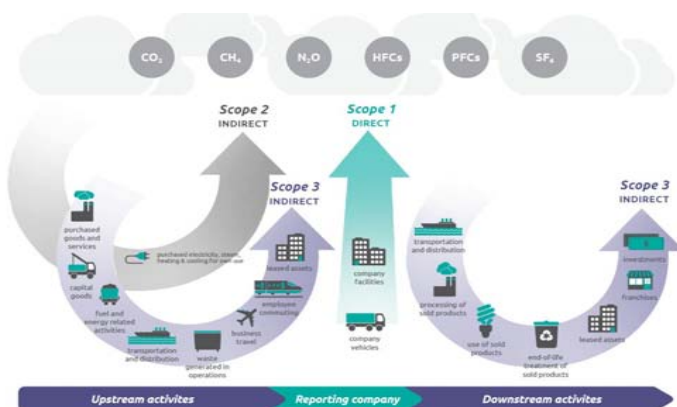 CO₂ CH₄ N₂O HFCs PFCs SF₆
Scope 2
INDIRECT
Scope 1
DIRECT
Scope 3
INDIRECT
Scope 3
INDIRECT
purchased
goods and
services
capital
goods
fuel and
energy related
activities
transportation
and distribution
waste
generated in
operations
business
travel
employee
commuting
leased assets
purchased electricity, steam,
heating & cooling for own use
company
facilities
company
vehicles
transportation
and distribution
processing of
sold products
use of sold
products
end-of-life
treatment of
sold products
leased assets
franchises
investments
Upstream activites
Reporting company
Downstream activites